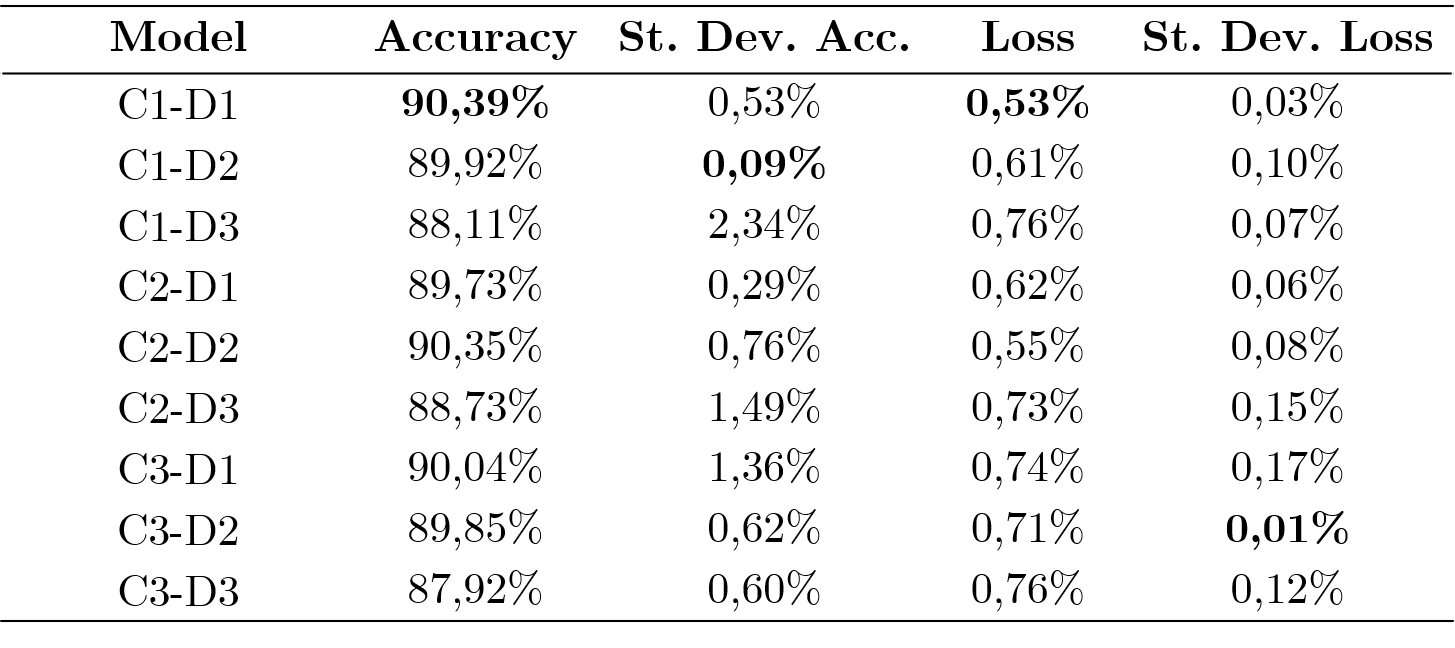 Model Accuracy St. Dev. Acc. Loss St. Dev. Loss
C1-D1 90,39% 0,53% 0,53% 0,03%
C1-D2 89,92% 0,09% 0,61% 0,10%
C1-D3 88,11% 2,34% 0,76% 0,07%
C2-D1 89,73% 0,29% 0,62% 0,06%
C2-D2 90,35% 0,76% 0,55% 0,08%
C2-D3 88,73% 1,49% 0,73% 0,15%
C3-D1 90,04% 1,36% 0,74% 0,17%
C3-D2 89,85% 0,62% 0,71% 0,01%
C3-D3 87,92% 0,60% 0,76% 0,12%